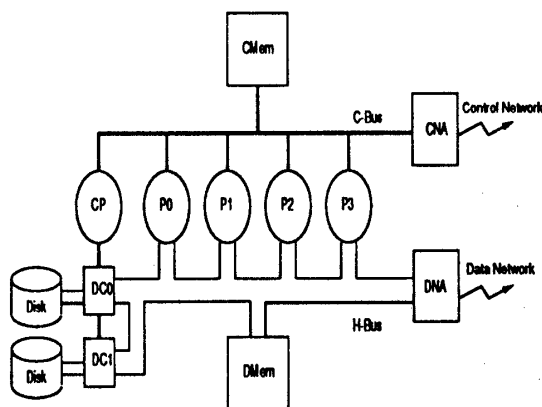 CMem
C-Bus
CNA
Control Network
CP
P0
P1
P2
P3
Disk
DC0
DNA
Data Network
H-Bus
Disk
DC1
DMem